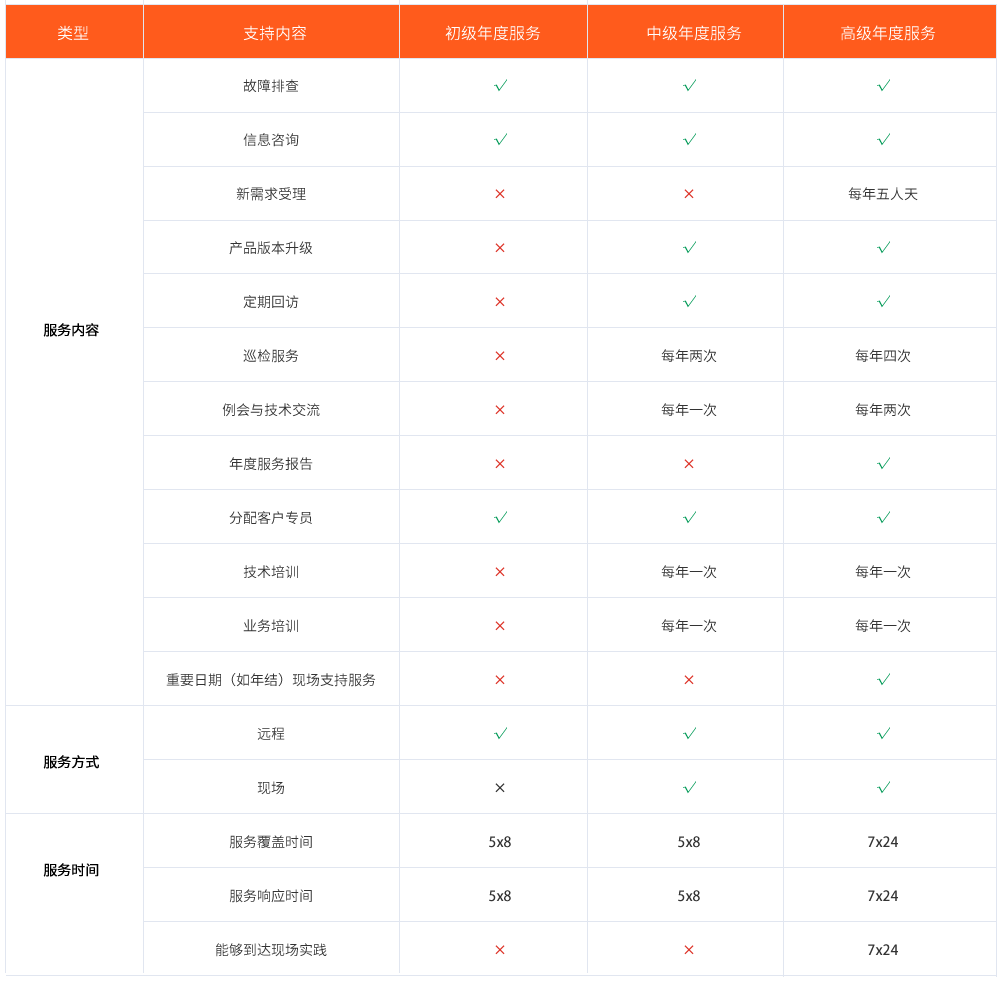 类型 支持内容 初级年度服务 中级年度服务 高级年度服务
故障排查 √ √ √
信息咨询 √ √ √
新需求受理 × × 每年五人天
产品版本升级 × √ √
定期回访 × √ √
服务内容
巡检服务 × 每年两次 每年四次
例会与技术交流 × 每年一次 每年两次
年度服务报告 × × √
分配客户专员 √ √ √
技术培训 × 每年一次 每年一次
业务培训 × 每年一次 每年一次
重要日期（如年结）现场支持服务 × × √
远程 √ √ √
服务方式
现场 × √ √
服务覆盖时间 5x8 5x8 7x24
服务时间
服务响应时间 5x8 5x8 7x24
能够到达现场实践 × × 7x24